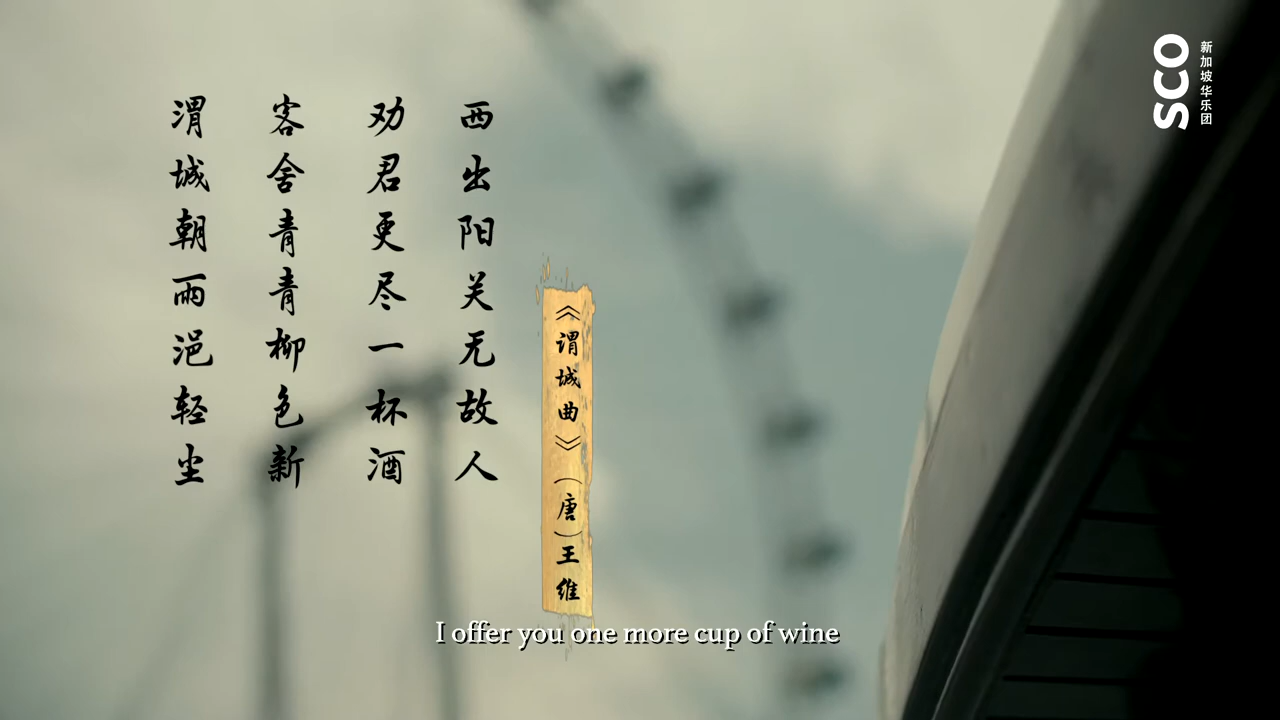 渭城朝雨浥轻尘
客舍青青柳色新
劝君更尽一杯酒
西出阳关无故人
《谓城曲》（唐）王维
I offer you one more cup of wine
SCO
新加坡华乐团